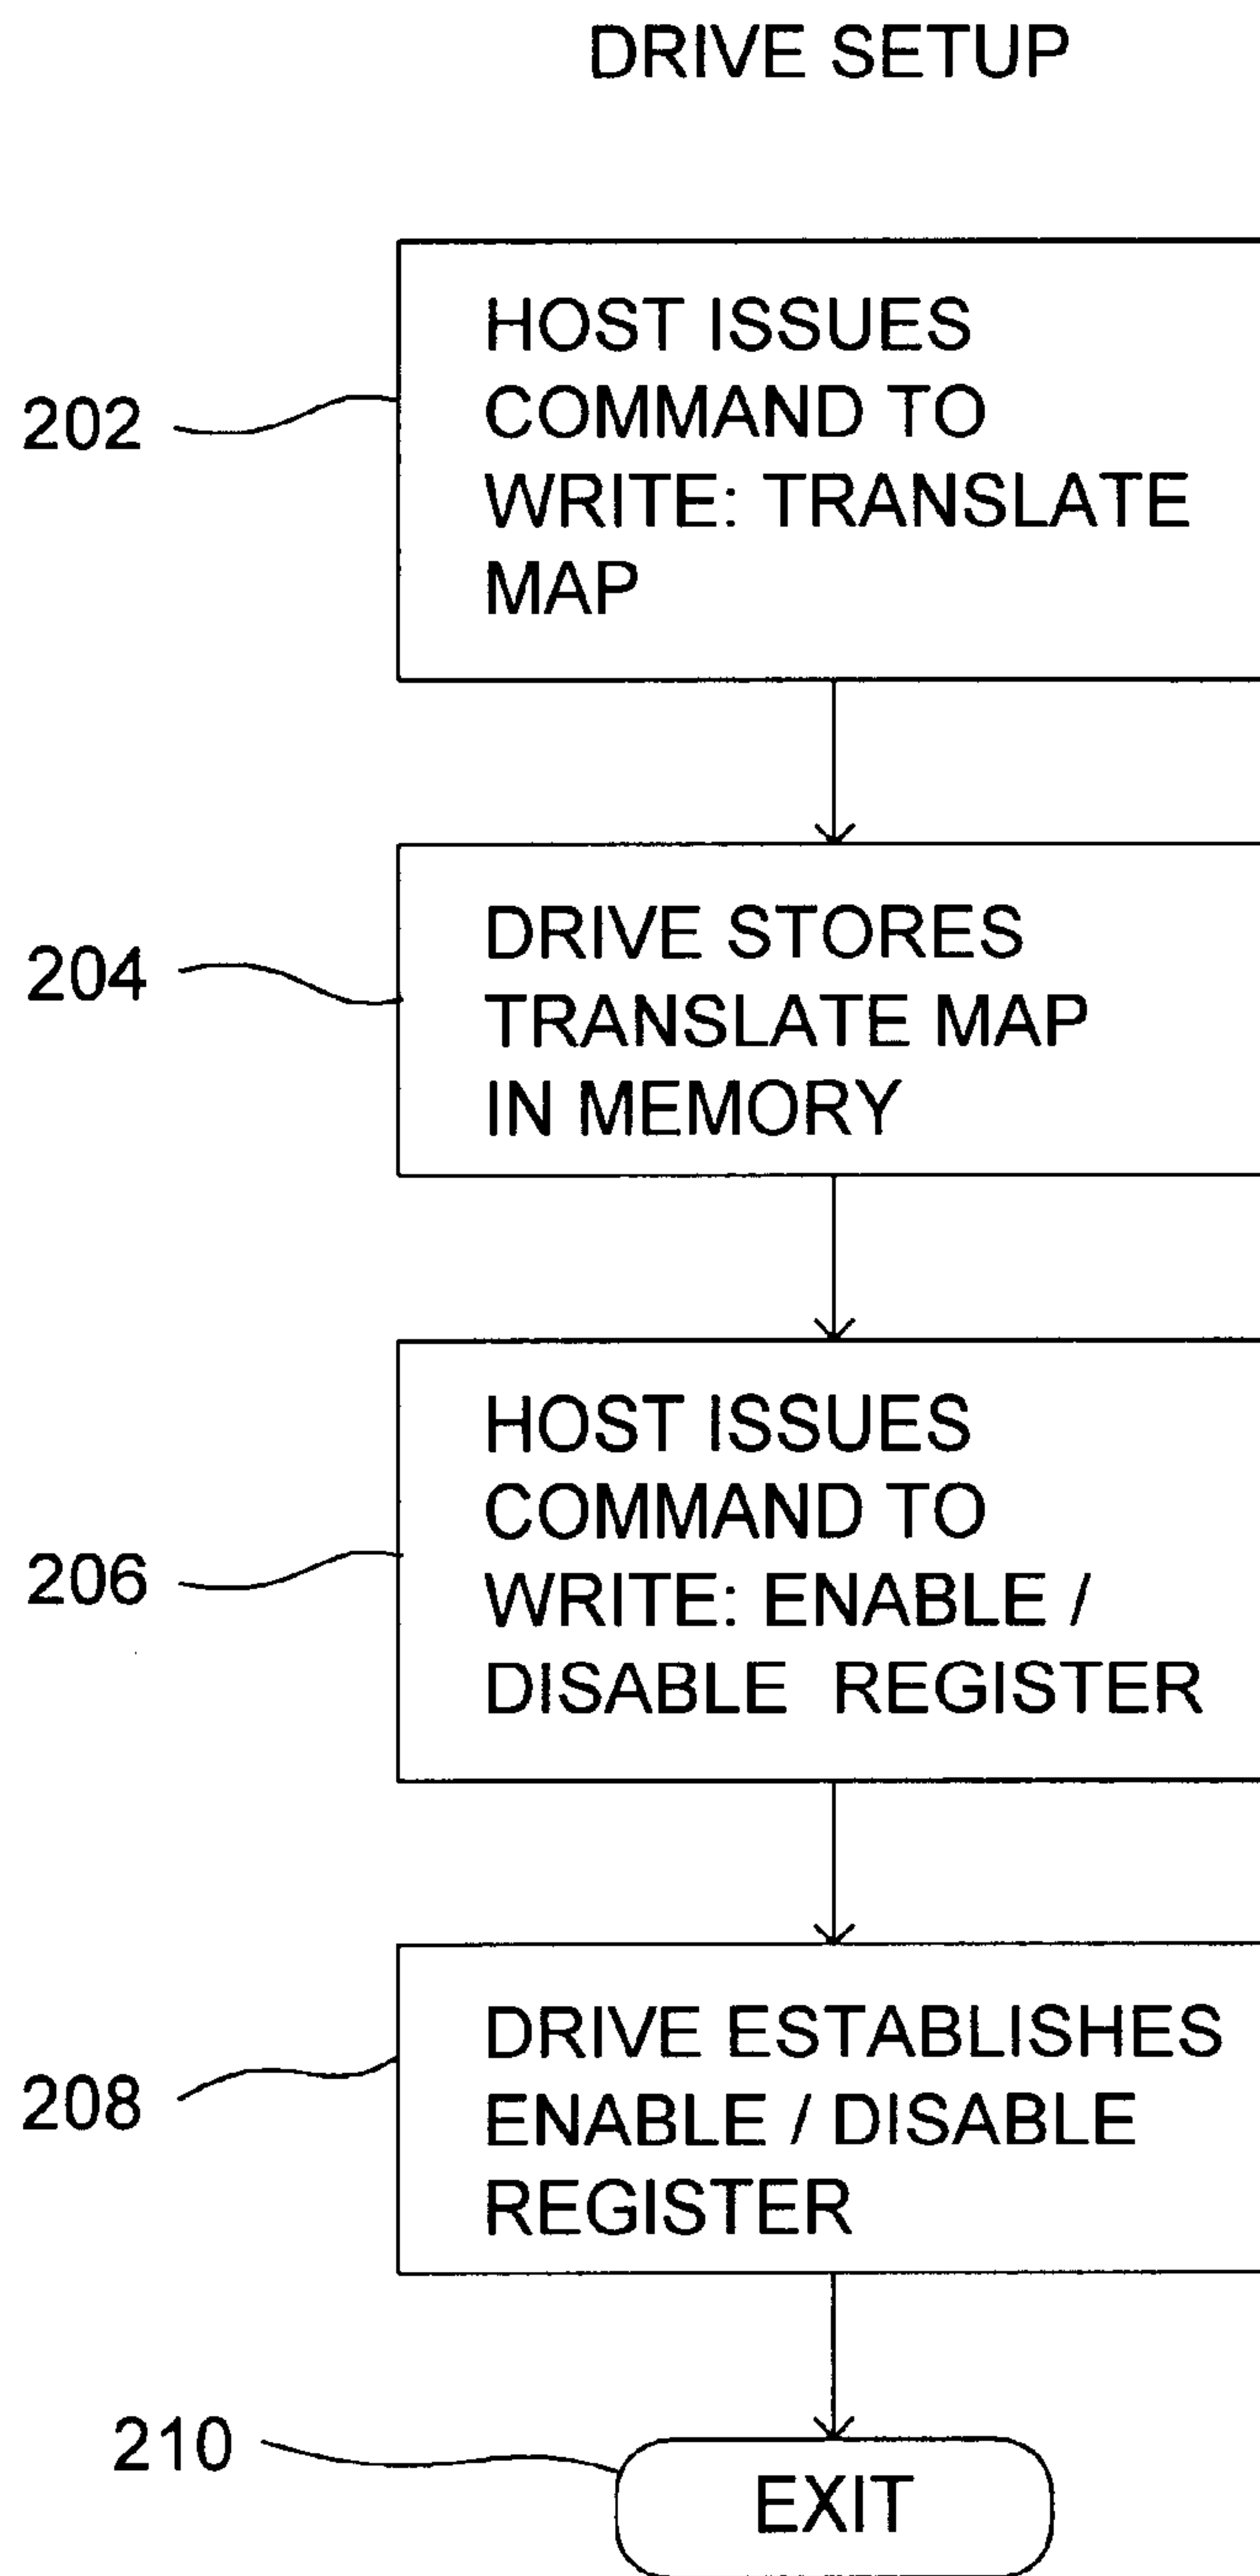 DRIVE SETUP
202
HOST ISSUES
COMMAND TO
WRITE: TRANSLATE
MAP
204
DRIVE STORES
TRANSLATE MAP
IN MEMORY
206
HOST ISSUES
COMMAND TO
WRITE: ENABLE /
DISABLE REGISTER
208
DRIVE ESTABLISHES
ENABLE / DISABLE
REGISTER
210
EXIT